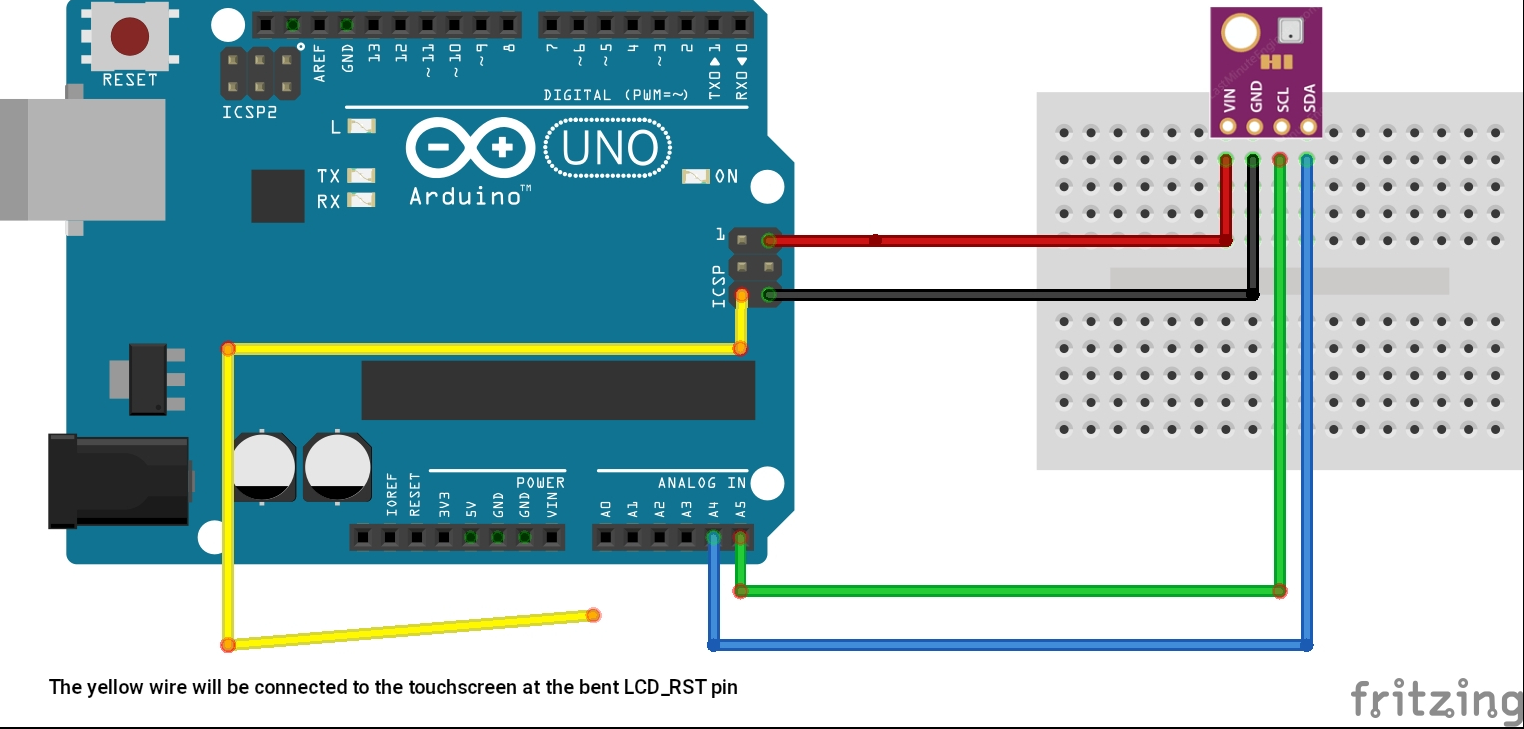 RESET
ICSP2
AREF
GND
13
12
~11
~10
~9
8
7
~6
~5
4
~3
2
TX0▶1
RX0◀0
DIGITAL (PWM=~)
L
TX
RX
UNO
Arduino™
ON
1
ICSP
VIN
GND
SCL
SDA
POWER
ANALOG IN
IOREF
RESET
3V3
5V
GND
GND
VIN
A0
A1
A2
A3
A4
A5
The yellow wire will be connected to the touchscreen at the bent LCD_RST pin
fritzing